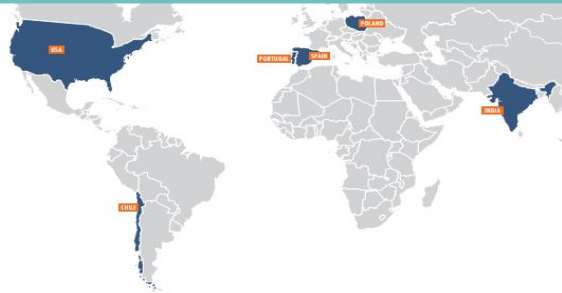 USA
POLAND
PORTUGAL
SPAIN
INDIA
CHILE